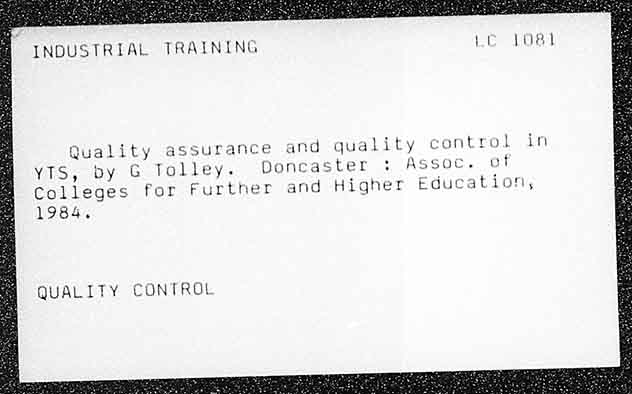 INDUSTRIAL TRAINING LC 1081
Quality assurance and quality control in
YTS, by G Tolley. Doncaster : Assoc. of
Colleges for Further and Higher Education,
1984.
QUALITY CONTROL